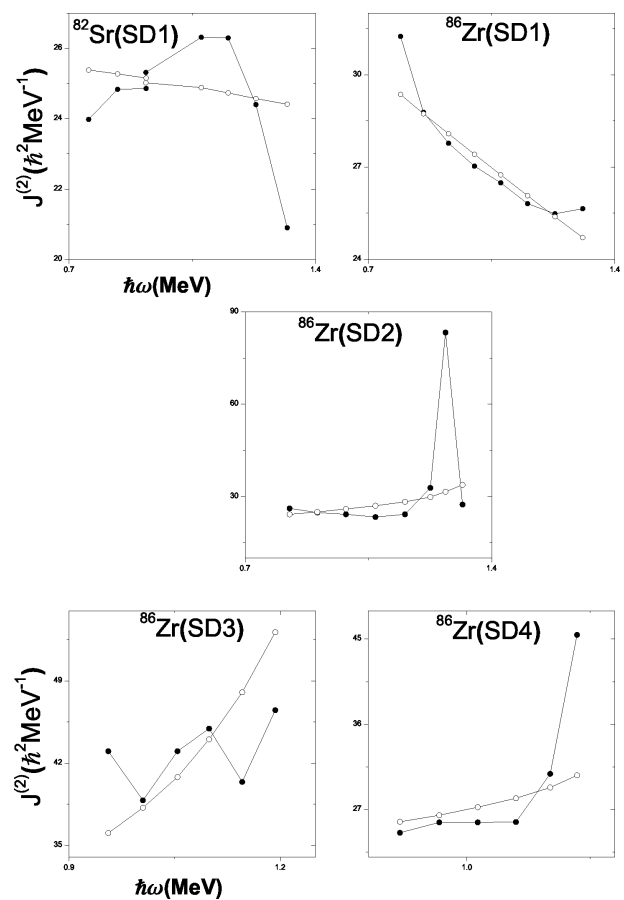 ⁸²Sr(SD1)
J⁽²⁾(ℏ²MeV⁻¹)
26
24
22
21
20
0.7
1.4
ℏω(MeV)
⁸⁶Zr(SD1)
31
27
24
0.7
1.4
⁸⁶Zr(SD2)
90
60
30
0.7
1.4
⁸⁶Zr(SD3)
J⁽²⁾(ℏ²MeV⁻¹)
49
42
35
0.9
1.2
ℏω(MeV)
⁸⁶Zr(SD4)
45
36
27
1.0